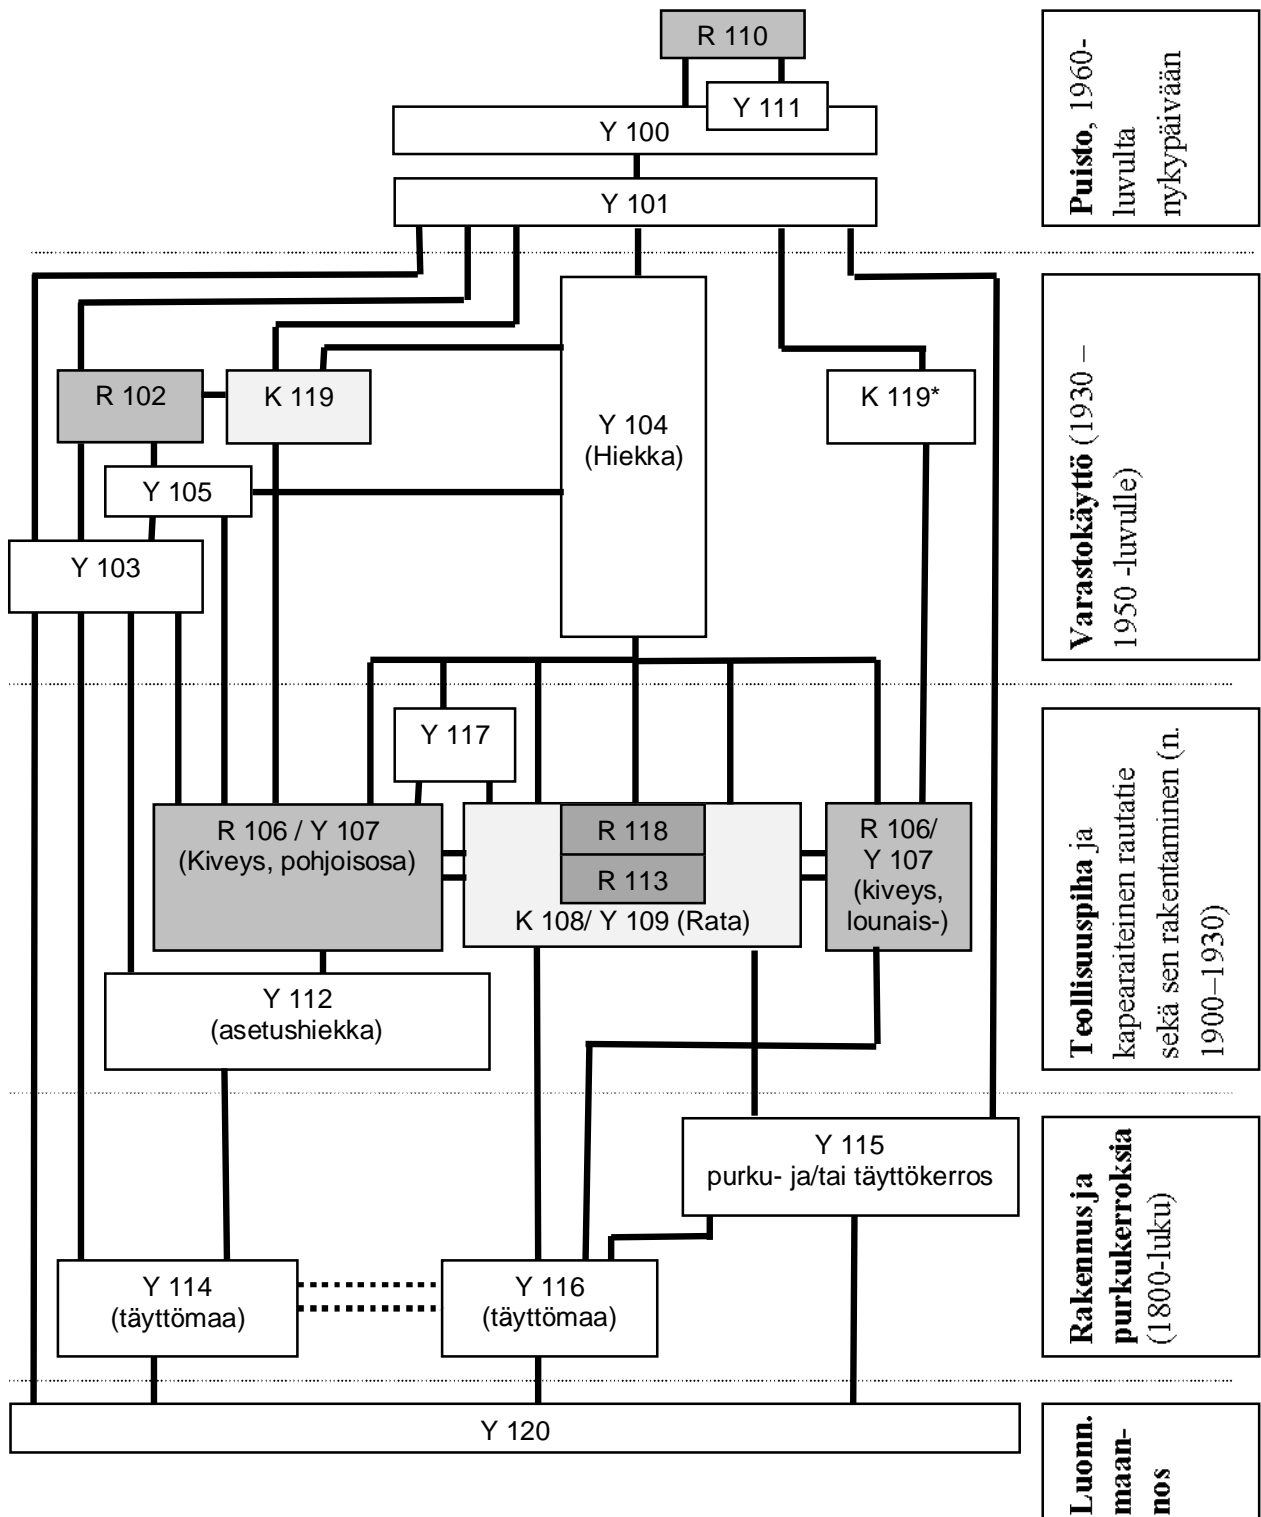 R 110
Y 111
Y 100
Y 101
Puisto, 1960-
luvulta
nykypäivään
R 102
K 119
Y 104
(Hiekka)
K 119*
Y 105
Y 103
Varastokäyttö (1930 –
1950 -luvulle)
Y 117
R 106 / Y 107
(Kiveys, pohjoisosa)
R 118
R 113
K 108/ Y 109 (Rata)
R 106/
Y 107
(kiveys,
lounais-)
Y 112
(asetushiekka)
Teollisuuspiha ja
kapearaiteinen rautatie
sekä sen rakentaminen (n.
1900–1930)
Y 115
purku- ja/tai täyttökerros
Y 114
(täyttömaa)
Y 116
(täyttömaa)
Rakennus ja
purkukerroksia
(1800-luku)
Y 120
Luonn.
maan-
nos